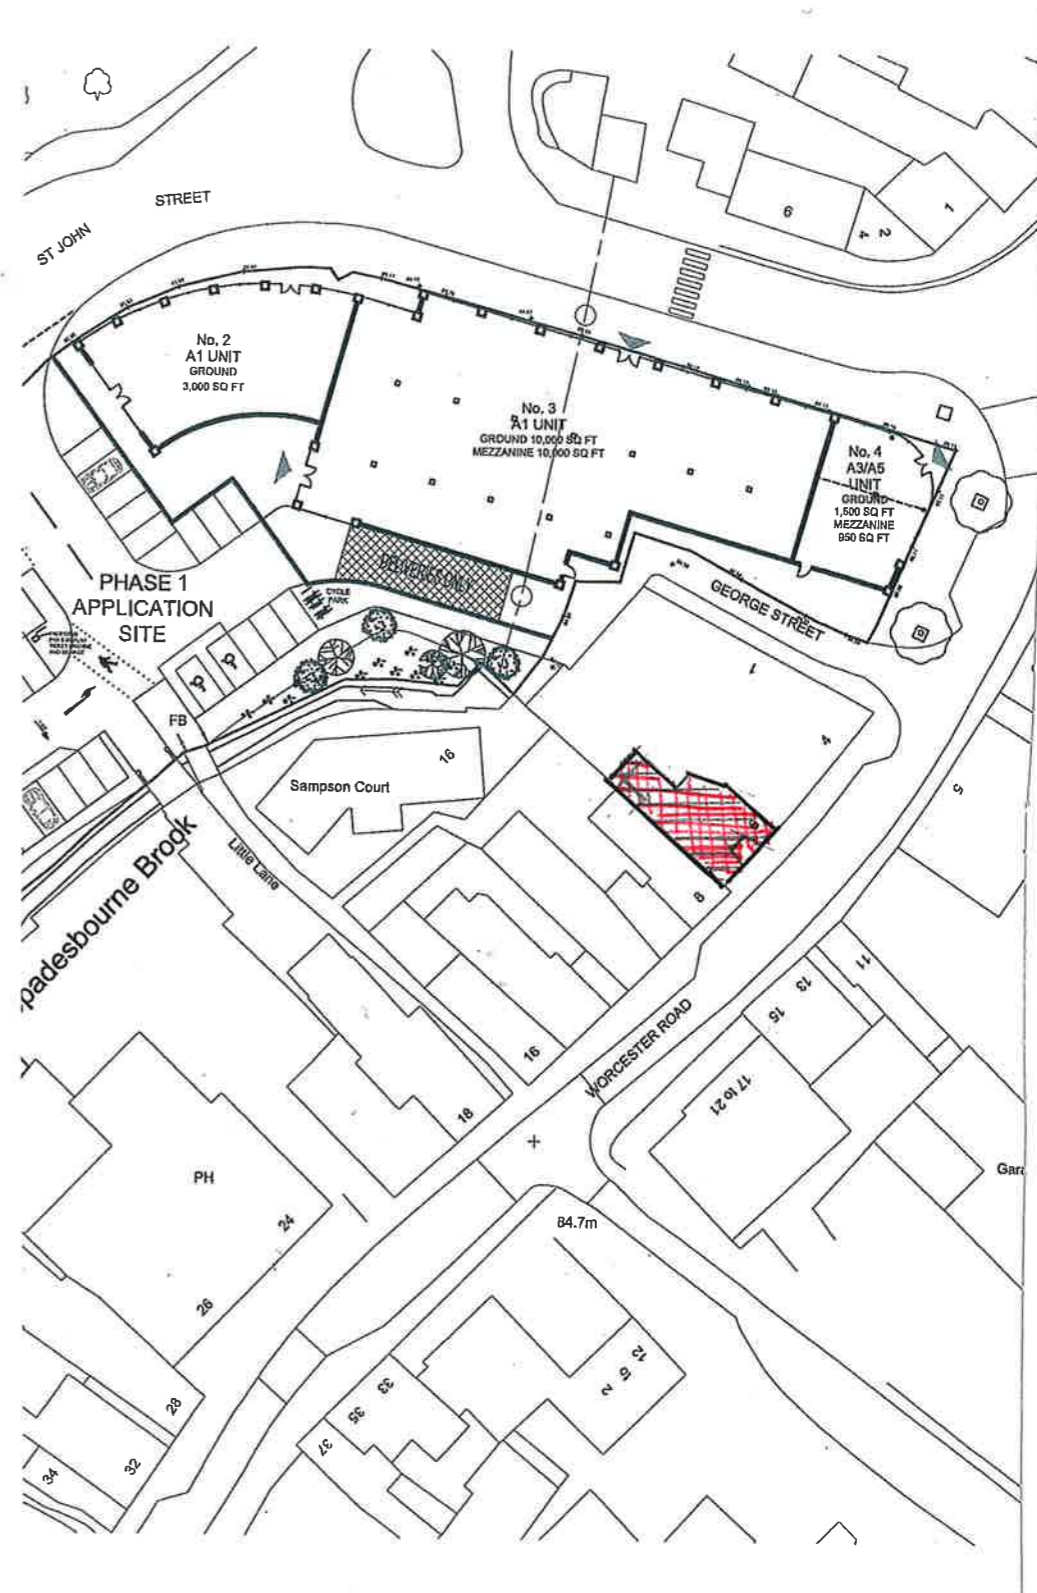 STREET
ST JOHN
6
4
2
1
No. 2
A1 UNIT
GROUND
3,000 SQ FT
No. 3
A1 UNIT
GROUND 10,000 SQ FT
MEZZANINE 10,000 SQ FT
No. 4
A3/A5
UNIT
GROUND
1,500 SQ FT
MEZZANINE
950 SQ FT
DELIVERIES ONLY
CYCLE
PARK
PHASE 1
APPLICATION
SITE
GEORGE STREET
1
4
5
FB
Sampson Court
16
Little Lane
padesbourne Brook
8
11
13
15
17 to 21
WORCESTER ROAD
16
18
PH
24
26
84.7m
Gara
28
32
34
33
35
37
12
to
2